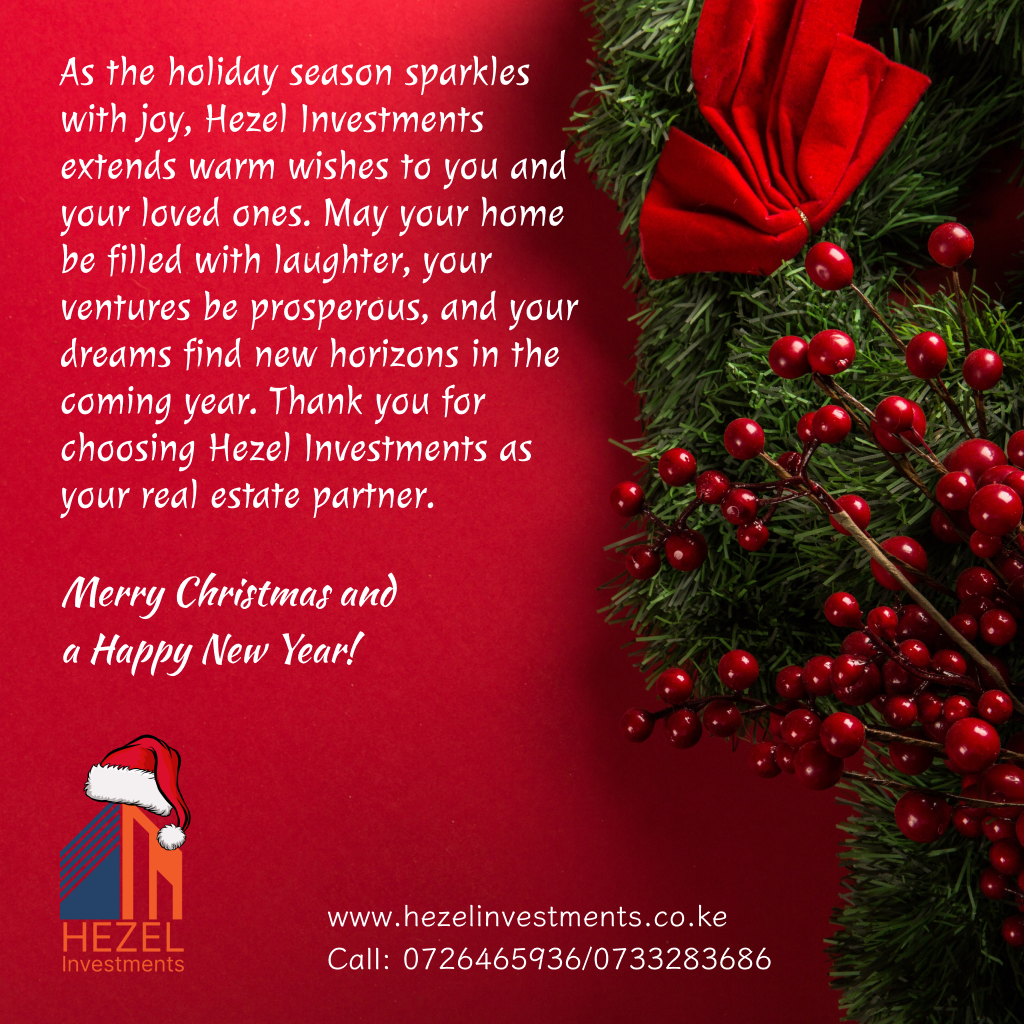 As the holiday season sparkles
with joy, Hezel Investments
extends warm wishes to you and
your loved ones. May your home
be filled with laughter, your
ventures be prosperous, and your
dreams find new horizons in the
coming year. Thank you for
choosing Hezel Investments as
your real estate partner.
Merry Christmas and
a Happy New Year!
HEZEL
Investments
www.hezelinvestments.co.ke
Call: 0726465936/0733283686